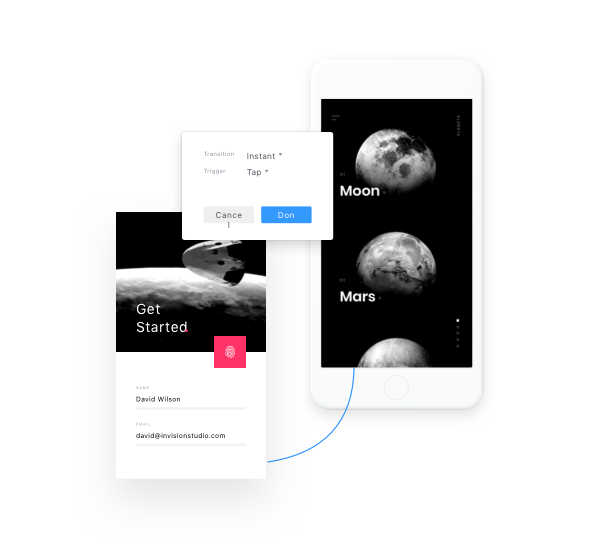 PLANETS
Transition Instant
Trigger Tap
Cance
l
Don
01
Moon
02
Mars
Get
Started
NAME
David Wilson
EMAIL
david@invisionstudio.com